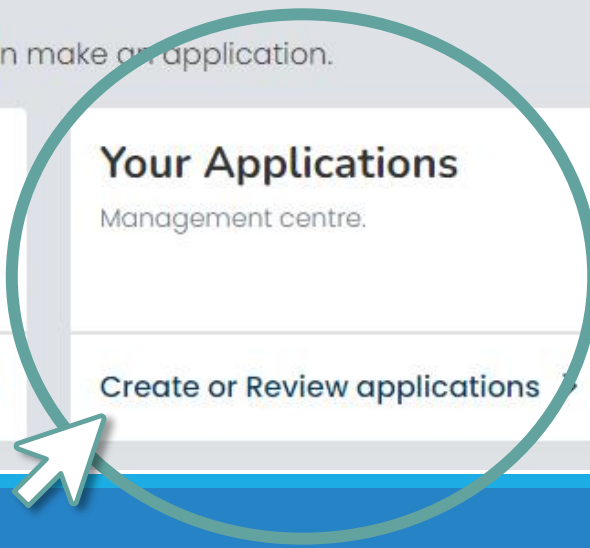 n make an application.
Your Applications
Management centre.
Create or Review applications